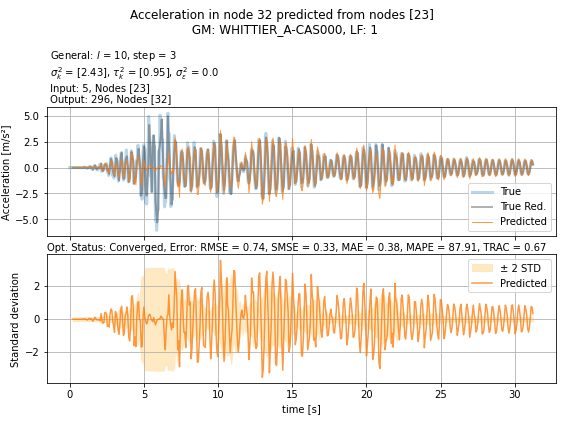 Acceleration in node 32 predicted from nodes [23]
GM: WHITTIER_A-CAS000, LF: 1
General: l = 10, step = 3
σ²ₖ = [2.43], τ²ₖ = [0.95], σ²ε = 0.0
Input: 5, Nodes [23]
Output: 296, Nodes [32]
Acceleration [m/s²]
5.0
2.5
0.0
−2.5
−5.0
True
True Red.
Predicted
Opt. Status: Converged, Error: RMSE = 0.74, SMSE = 0.33, MAE = 0.38, MAPE = 87.91, TRAC = 0.67
Standard deviation
2
0
−2
± 2 STD
Predicted
0 5 10 15 20 25 30
time [s]